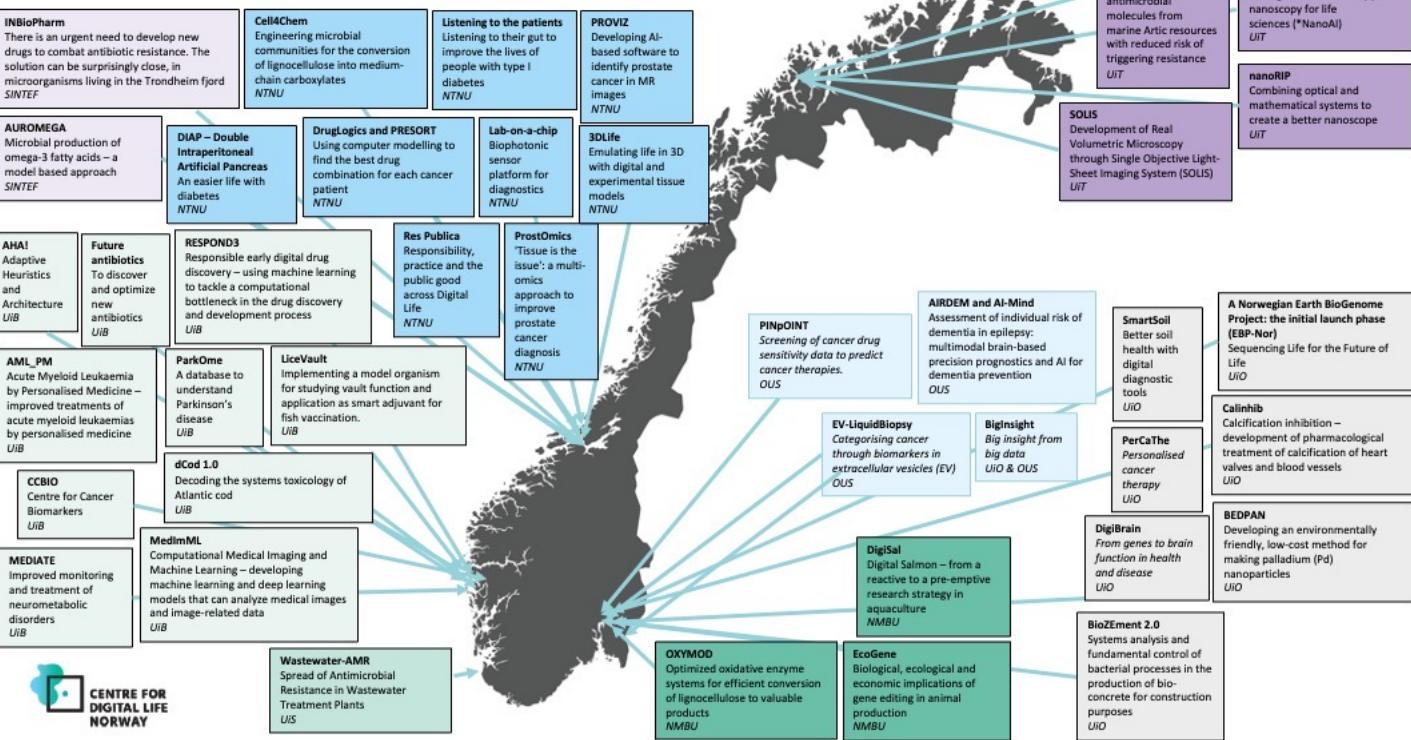 INBioPharm
There is an urgent need to develop new
drugs to combat antibiotic resistance. The
solution can be surprisingly close, in
microorganisms living in the Trondheim fjord
SINTEF
Cell4Chem
Engineering microbial
communities for the conversion
of lignocellulose into medium-
chain carboxylates
NTNU
Listening to the patients
Listening to their gut to
improve the lives of
people with type I
diabetes
NTNU
PROVIZ
Developing AI-
based software to
identify prostate
cancer in MR
images
NTNU
antimicrobial
molecules from
marine Artic resources
with reduced risk of
triggering resistance
UiT
nanoscopy for life
sciences (*NanoAI)
UiT
nanoRIP
Combining optical and
mathematical systems to
create a better nanoscope
UiT
SOLIS
Development of Real
Volumetric Microscopy
through Single Objective Light-
Sheet Imaging System (SOLIS)
UiT
AUROMEGA
Microbial production of
omega-3 fatty acids – a
model based approach
SINTEF
DIAP – Double
Intraperitoneal
Artificial Pancreas
An easier life with
diabetes
NTNU
DrugLogics and PRESORT
Using computer modelling to
find the best drug
combination for each cancer
patient
NTNU
Lab-on-a-chip
Biophotonic
sensor
platform for
diagnostics
NTNU
3DLife
Emulating life in 3D
with digital and
experimental tissue
models
NTNU
AHA!
Adaptive
Heuristics
and
Architecture
UiB
Future
antibiotics
To discover
and optimize
new
antibiotics
UiB
RESPOND3
Responsible early digital drug
discovery – using machine learning
to tackle a computational
bottleneck in the drug discovery
and development process
UiB
Res Publica
Responsibility,
practice and the
public good
across Digital
Life
NTNU
ProstOmics
'Tissue is the
issue': a multi-
omics
approach to
improve
prostate
cancer
diagnosis
NTNU
AML_PM
Acute Myeloid Leukaemia
by Personalised Medicine –
improved treatments of
acute myeloid leukaemias
by personalised medicine
UiB
ParkOme
A database to
understand
Parkinson's
disease
UiB
LiceVault
Implementing a model organism
for studying vault function and
application as smart adjuvant for
fish vaccination.
UiB
PINpOINT
Screening of cancer drug
sensitivity data to predict
cancer therapies.
OUS
AIRDEM and AI-Mind
Assessment of individual risk of
dementia in epilepsy:
multimodal brain-based
precision prognostics and AI for
dementia prevention
OUS
SmartSoil
Better soil
health with
digital
diagnostic
tools
UiO
A Norwegian Earth BioGenome
Project: the initial launch phase
(EBP-Nor)
Sequencing Life for the Future of
Life
UiO
EV-LiquidBiopsy
Categorising cancer
through biomarkers in
extracellular vesicles (EV)
OUS
BigInsight
Big insight from
big data
UiO & OUS
PerCaThe
Personalised
cancer
therapy
UiO
Calinhib
Calcification inhibition –
development of pharmacological
treatment of calcification of heart
valves and blood vessels
UiO
CCBIO
Centre for Cancer
Biomarkers
UiB
dCod 1.0
Decoding the systems toxicology of
Atlantic cod
UiB
MEDIATE
Improved monitoring
and treatment of
neurometabolic
disorders
UiB
MedImML
Computational Medical Imaging and
Machine Learning – developing
machine learning and deep learning
models that can analyze medical images
and image-related data
UiB
DigiSal
Digital Salmon – from a
reactive to a pre-emptive
research strategy in
aquaculture
NMBU
DigiBrain
From genes to brain
function in health
and disease
UiO
BEDPAN
Developing an environmentally
friendly, low-cost method for
making palladium (Pd)
nanoparticles
UiO
Wastewater-AMR
Spread of Antimicrobial
Resistance in Wastewater
Treatment Plants
UiS
OXYMOD
Optimized oxidative enzyme
systems for efficient conversion
of lignocellulose to valuable
products
NMBU
EcoGene
Biological, ecological and
economic implications of
gene editing in animal
production
NMBU
BioZEment 2.0
Systems analysis and
fundamental control of
bacterial processes in the
production of bio-
concrete for construction
purposes
UiO
CENTRE FOR
DIGITAL LIFE
NORWAY